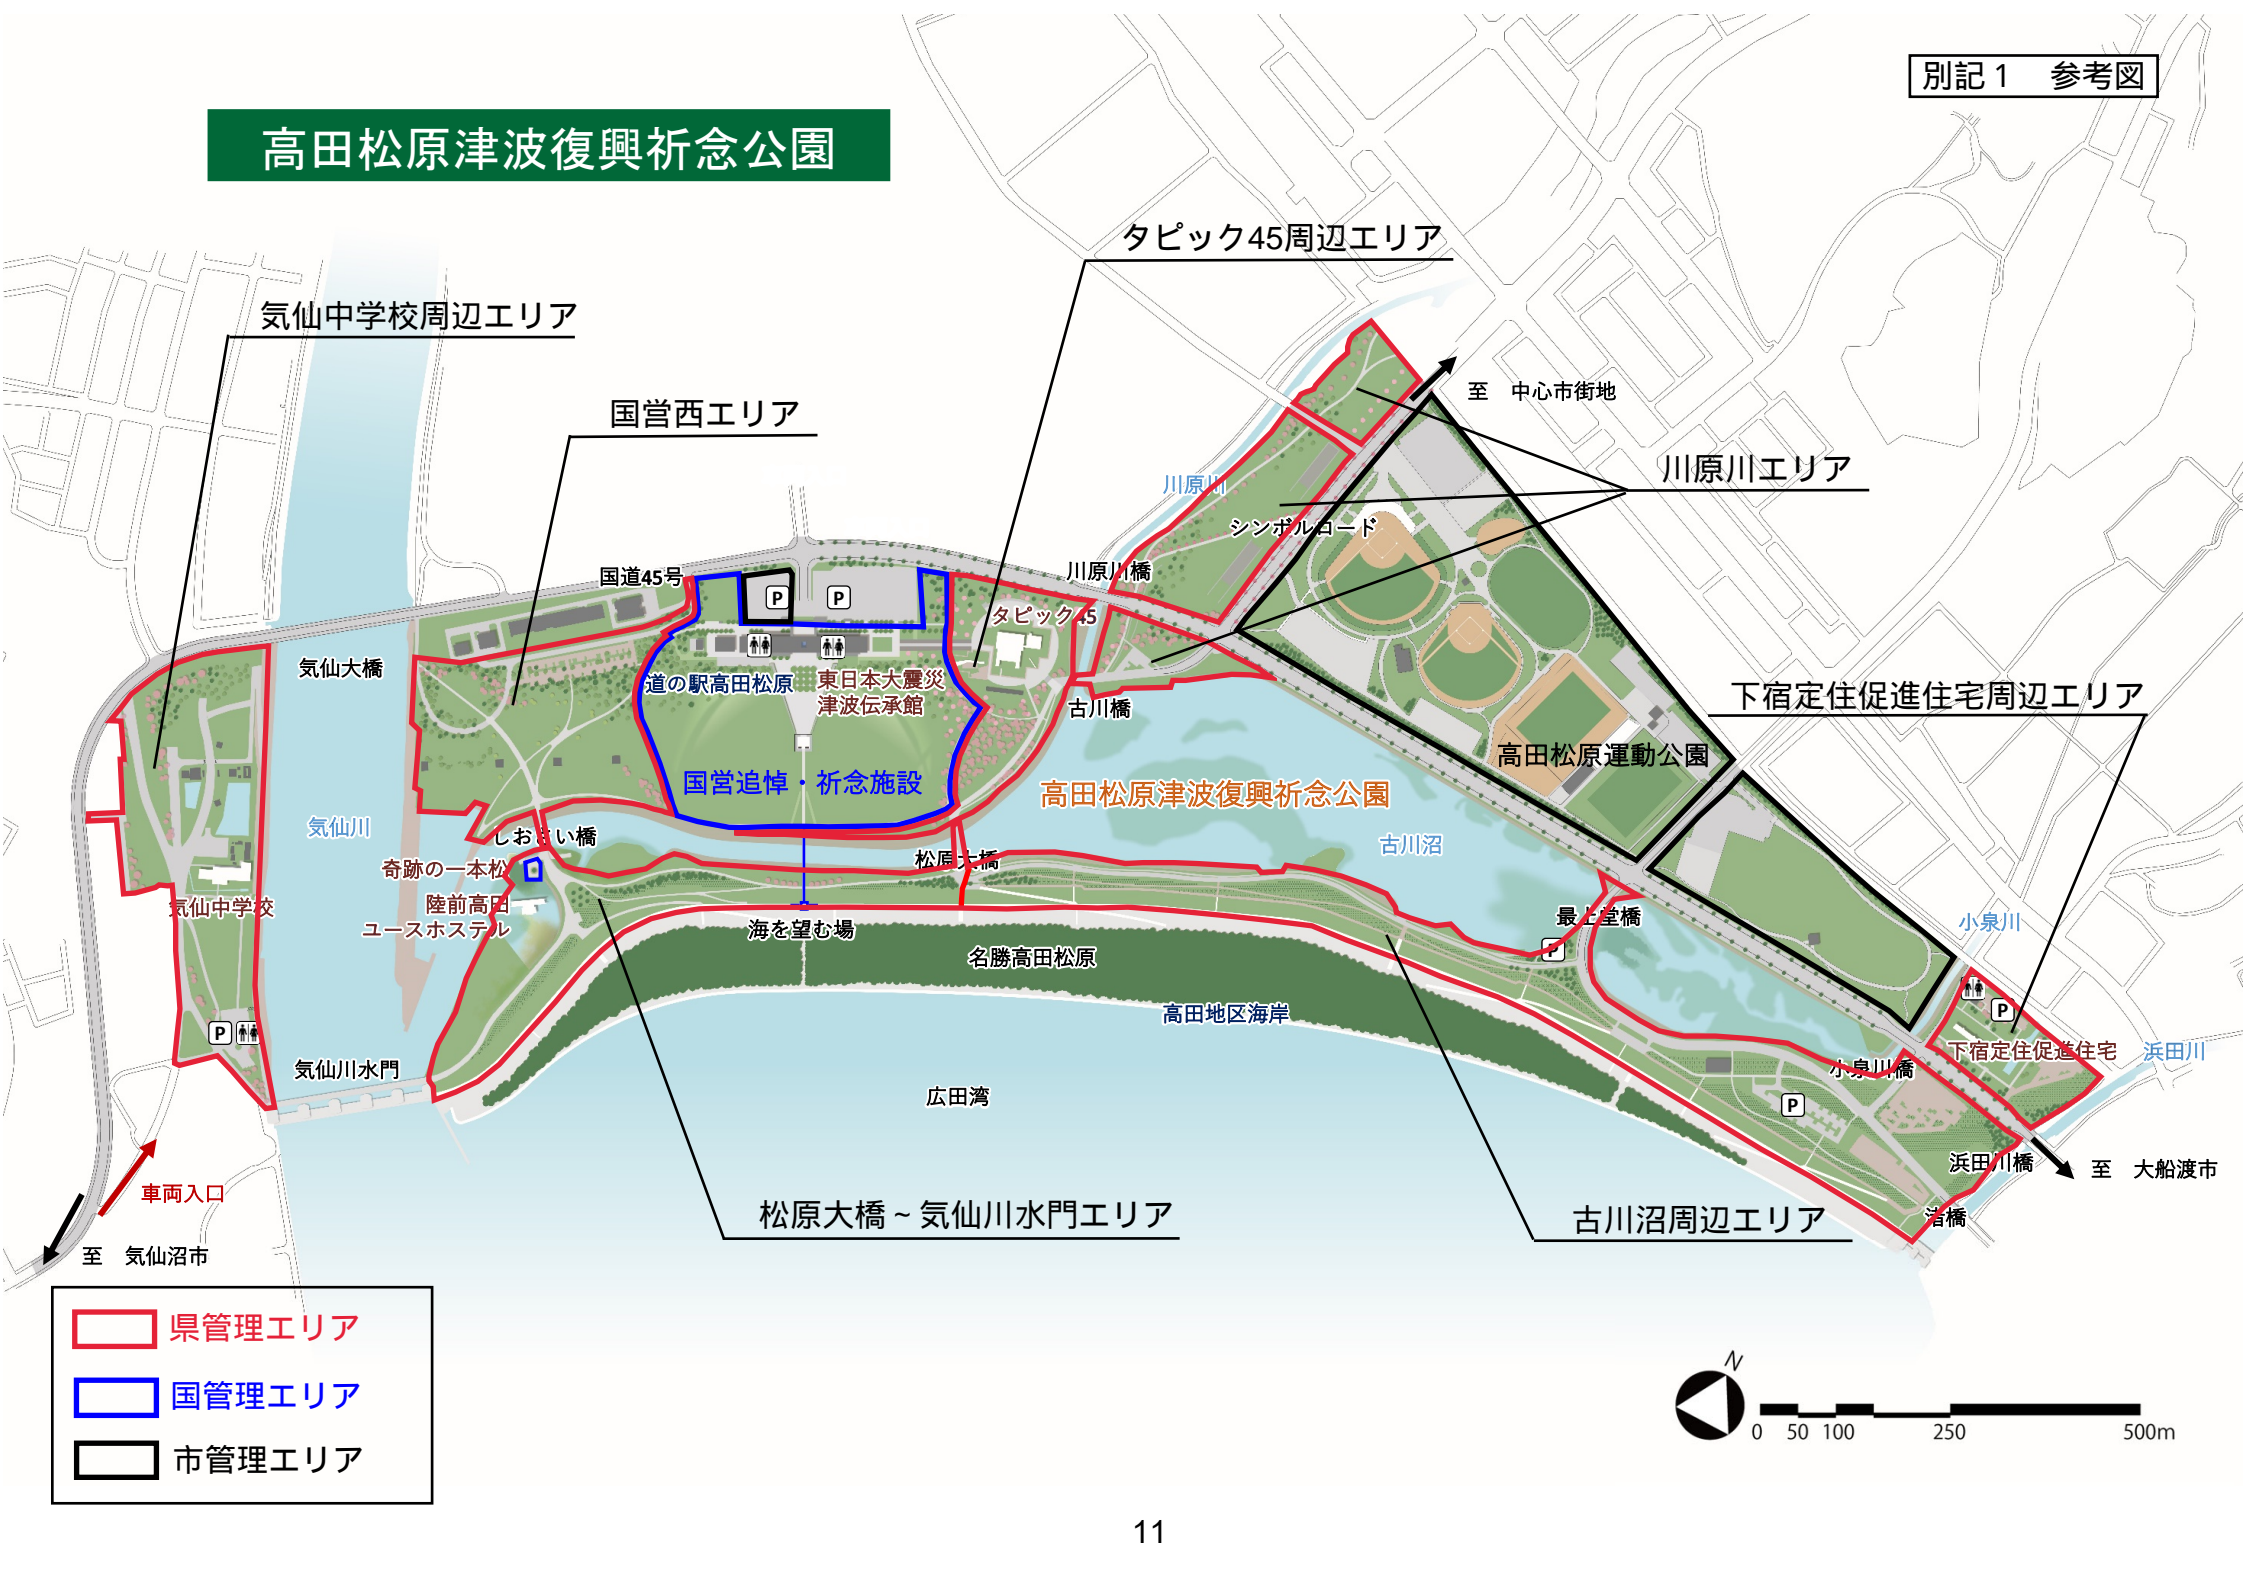 別記1　参考図
高田松原津波復興祈念公園
タピック45周辺エリア
気仙中学校周辺エリア
至　中心市街地
国営西エリア
川原川エリア
川原川
シンボルロード
川原川橋
国道45号
P
P
タピック45
気仙大橋
道の駅高田松原
東日本大震災
津波伝承館
古川橋
下宿定住促進住宅周辺エリア
高田松原運動公園
国営追悼・祈念施設
高田松原津波復興祈念公園
気仙川
しおさい橋
古川沼
松原大橋
奇跡の一本松
陸前高田
ユースホステル
気仙中学校
海を望む場
最上堂橋
小泉川
P
名勝高田松原
高田地区海岸
P
P
下宿定住促進住宅
浜田川
気仙川水門
小泉川橋
広田湾
P
浜田川橋
至　大船渡市
車両入口
松原大橋~気仙川水門エリア
古川沼周辺エリア
渚橋
至　気仙沼市
県管理エリア
国管理エリア
市管理エリア
N
0 50 100 250 500m
11